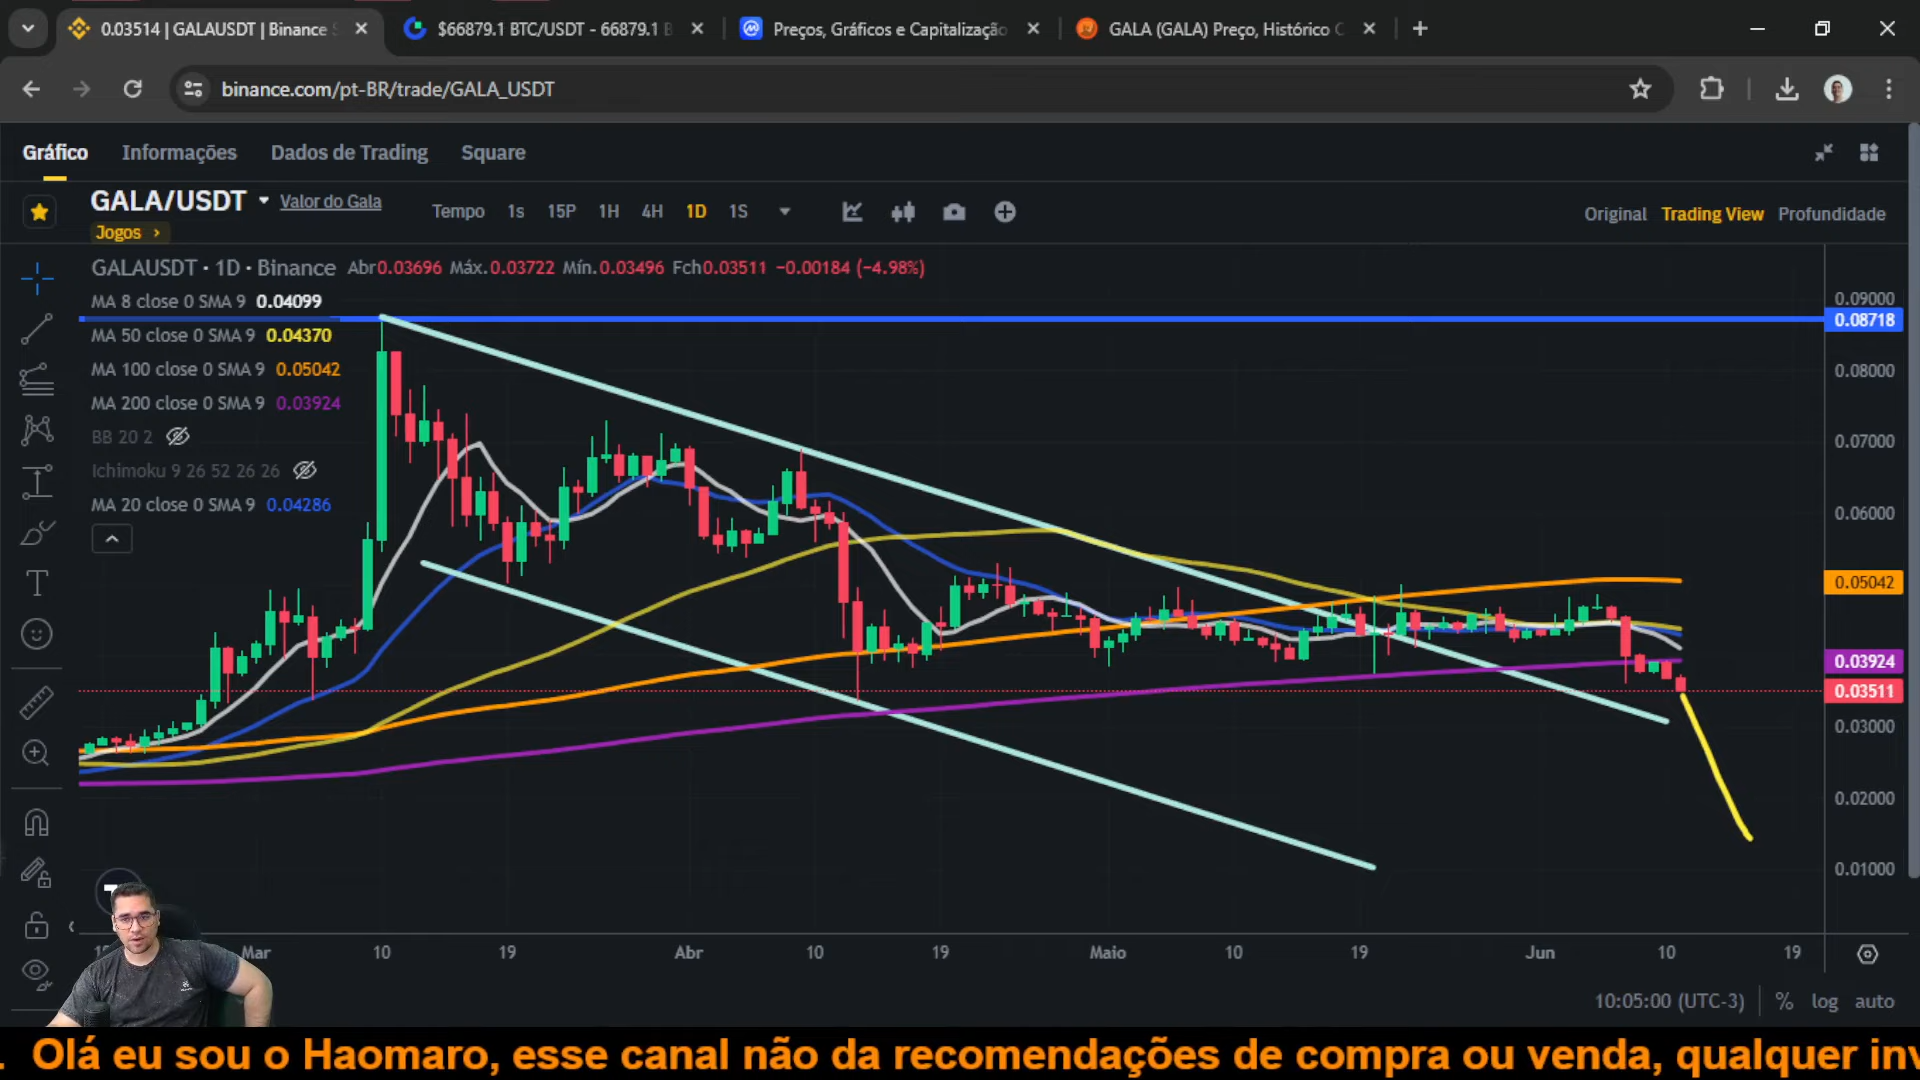 0.03514 | GALAUSDT | Binance
$66879.1 BTC/USDT - 66879.1
Preços, Gráficos e Capitalização
GALA (GALA) Preço, Histórico
binance.com/pt-BR/trade/GALA_USDT
Gráfico Informações Dados de Trading Square
GALA/USDT Valor do Gala Tempo 1s 15P 1H 4H 1D 1S Original Trading View Profundidade
Jogos
GALAUSDT · 1D · Binance Abr0.03696 Máx.0.03722 Mín.0.03496 Fch0.03511 −0.00184 (−4.98%)
MA 8 close 0 SMA 9 0.04099
MA 50 close 0 SMA 9 0.04370
MA 100 close 0 SMA 9 0.05042
MA 200 close 0 SMA 9 0.03924
BB 20 2
Ichimoku 9 26 52 26 26
MA 20 close 0 SMA 9 0.04286
0.09000
0.08718
0.08000
0.07000
0.06000
0.05042
0.03924
0.03511
0.03000
0.02000
0.01000
Mar 10 19 Abr 10 19 Maio 10 19 Jun 10 19
10:05:00 (UTC-3) % log auto
. Olá eu sou o Haomaro, esse canal não da recomendações de compra ou venda, qualquer inv